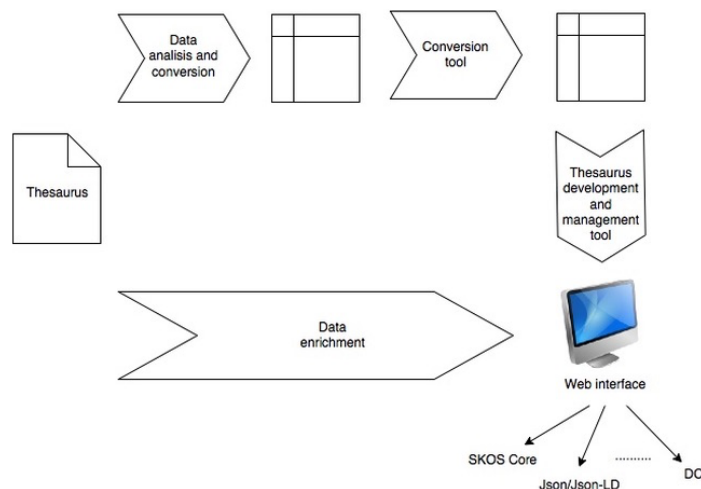 Data
analisis and
conversion
Conversion
tool
Thesaurus
Thesaurus
development
and
management
tool
Data
enrichment
Web interface
SKOS Core
Json/Json-LD
DC